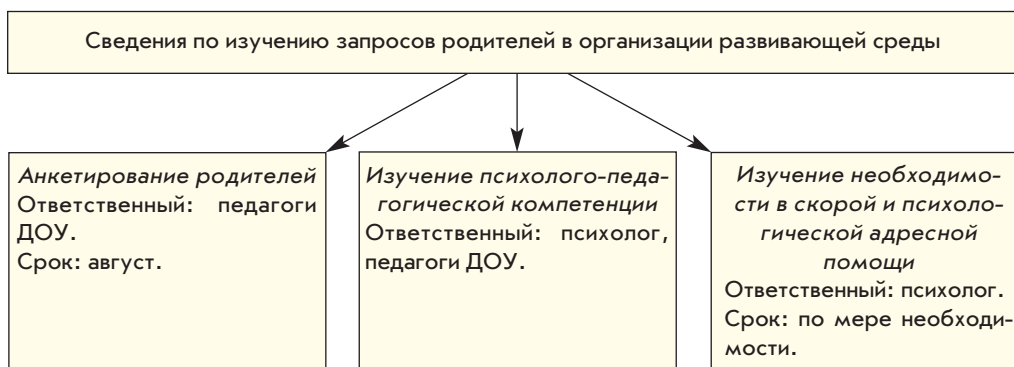 Сведения по изучению запросов родителей в организации развивающей среды
Анкетирование родителей
Ответственный: педагоги
ДОУ.
Срок: август.
Изучение психолого-педа-
гогической компетенции
Ответственный: психолог,
педагоги ДОУ.
Изучение необходимо-
сти в скорой и психоло-
гической адресной
помощи
Ответственный: психолог.
Срок: по мере необходи-
мости.